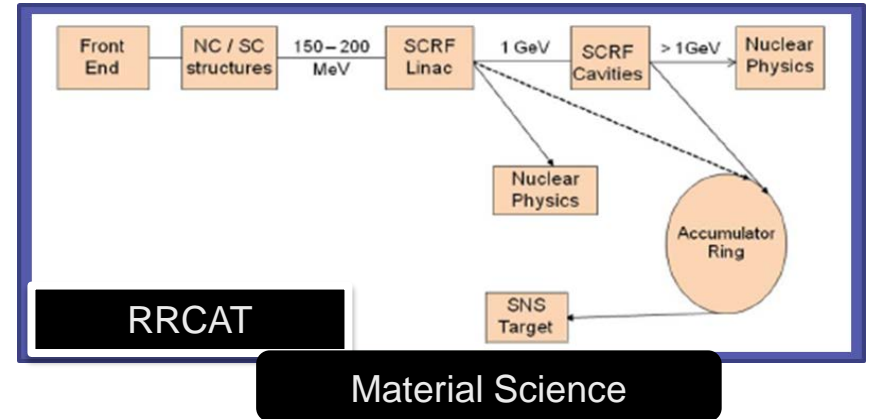 Front
End
NC / SC
structures
150 – 200
MeV
SCRF
Linac
1 GeV
SCRF
Cavities
> 1GeV
Nuclear
Physics
Nuclear
Physics
Accumulator
Ring
SNS
Target
RRCAT
Material Science